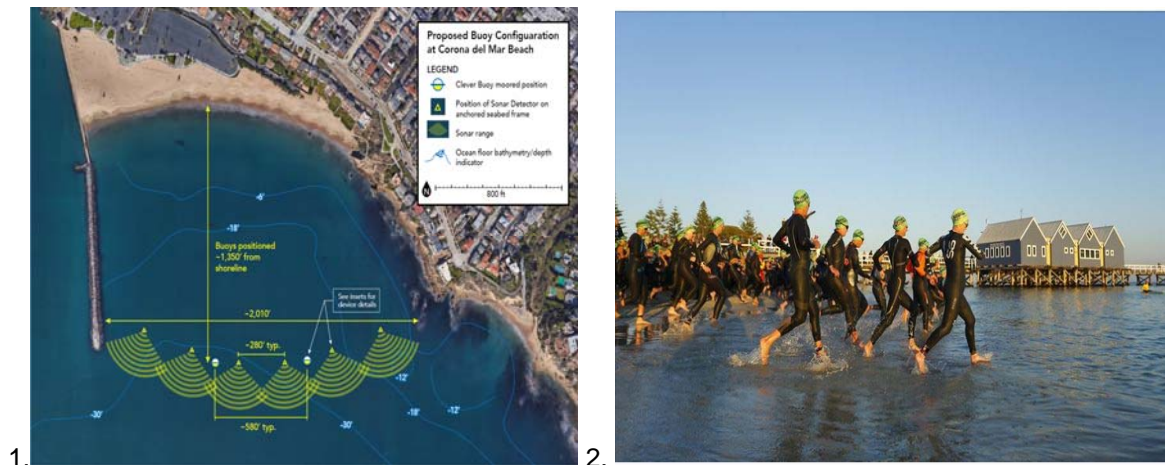 Proposed Buoy Configuaration
at Corona del Mar Beach
LEGEND
Clever Buoy moored position
Position of Sonar Detector on
anchored seabed frame
Sonar range
Ocean floor bathymetry/depth
indicator
N
800 ft
-6'
-18'
Buoys positioned
~1,350' from
shoreline
See insets for
device details
~2,010'
~280' typ.
-12'
-30'
-18'
-12'
~580' typ.
-30'
1.
2.